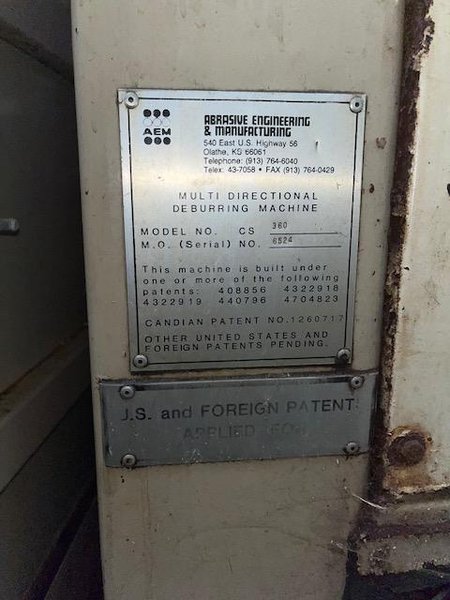 AEM
ABRASIVE ENGINEERING
& MANUFACTURING
540 East U.S. Highway 56
Olathe, KS 66061
Telephone: (913) 764-6040
Telex: 43-7058 • FAX (913) 764-0429
MULTI DIRECTIONAL
DEBURRING MACHINE
MODEL NO. CS 360
M.O. (Serial) NO. 6524
This machine is built under
one or more of the following
patents: 408856 4322918
4322919 440796 4704823
CANDIAN PATENT NO. 1260717
OTHER UNITED STATES AND
FOREIGN PATENTS PENDING.
J.S. and FOREIGN PATENT
APPLIED FO